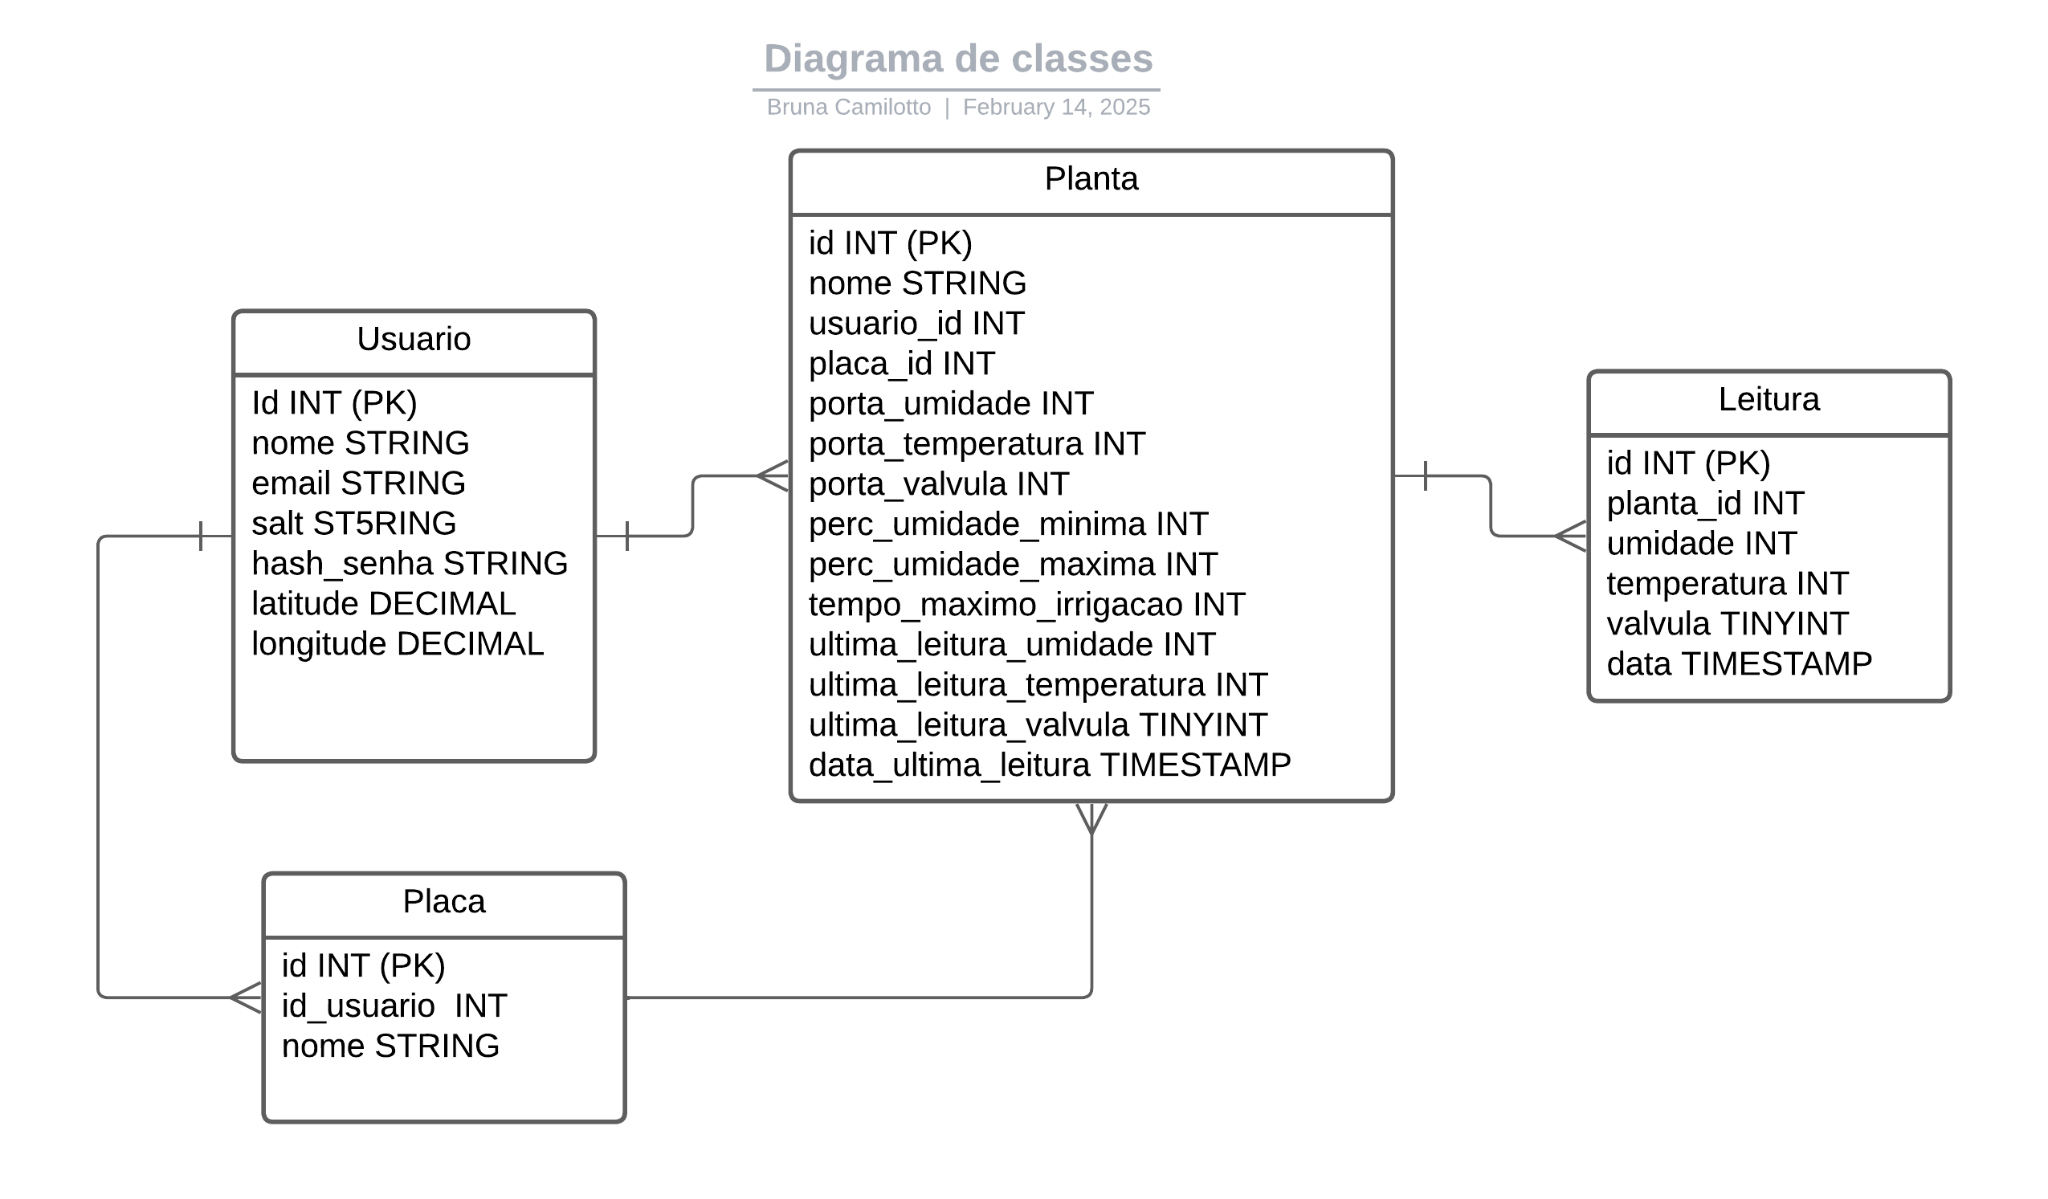 Diagrama de classes
Bruna Camilotto | February 14, 2025
Usuario
Id INT (PK)
nome STRING
email STRING
salt ST5RING
hash_senha STRING
latitude DECIMAL
longitude DECIMAL
Planta
id INT (PK)
nome STRING
usuario_id INT
placa_id INT
porta_umidade INT
porta_temperatura INT
porta_valvula INT
perc_umidade_minima INT
perc_umidade_maxima INT
tempo_maximo_irrigacao INT
ultima_leitura_umidade INT
ultima_leitura_temperatura INT
ultima_leitura_valvula TINYINT
data_ultima_leitura TIMESTAMP
Leitura
id INT (PK)
planta_id INT
umidade INT
temperatura INT
valvula TINYINT
data TIMESTAMP
Placa
id INT (PK)
id_usuario  INT
nome STRING